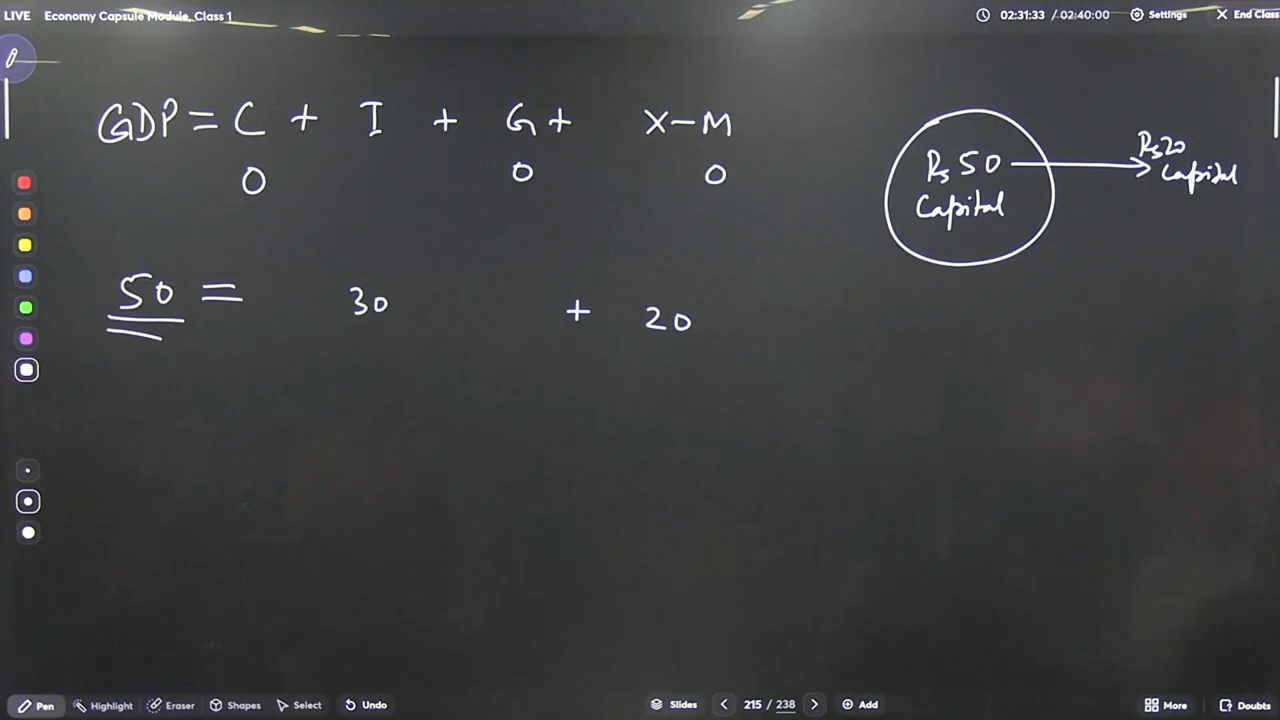 LIVE Economy Capsule Module, Class 1
02:31:33 / 02:40:00 Settings End Class
GDP = C + I + G + X - M
0 0 0
Rs 50
Capital
Rs 20
Capital
50 = 30 + 20
Pen Highlight Eraser Shapes Select Undo Slides 215 / 238 Add More Doubts